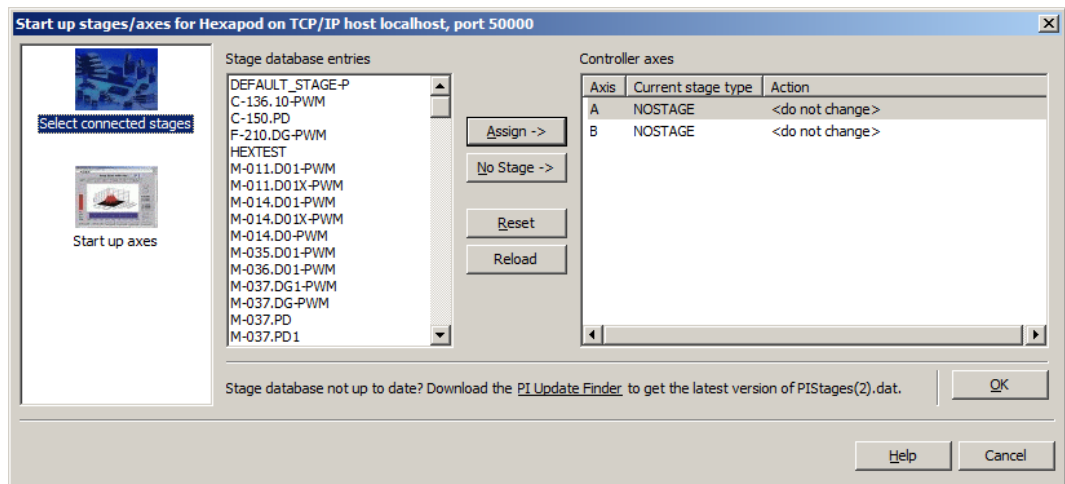 Start up stages/axes for Hexapod on TCP/IP host localhost, port 50000
Select connected stages
Start up axes
Stage database entries
DEFAULT_STAGE-P
C-136.10-PWM
C-150.PD
F-210.DG-PWM
HEXTEST
M-011.D01-PWM
M-011.D01X-PWM
M-014.D01-PWM
M-014.D01X-PWM
M-014.D0-PWM
M-035.D01-PWM
M-036.D01-PWM
M-037.DG1-PWM
M-037.DG-PWM
M-037.PD
M-037.PD1
Assign ->
No Stage ->
Reset
Reload
Controller axes
Axis Current stage type Action
A NOSTAGE <do not change>
B NOSTAGE <do not change>
Stage database not up to date? Download the PI Update Finder to get the latest version of PIStages(2).dat.
OK
Help Cancel